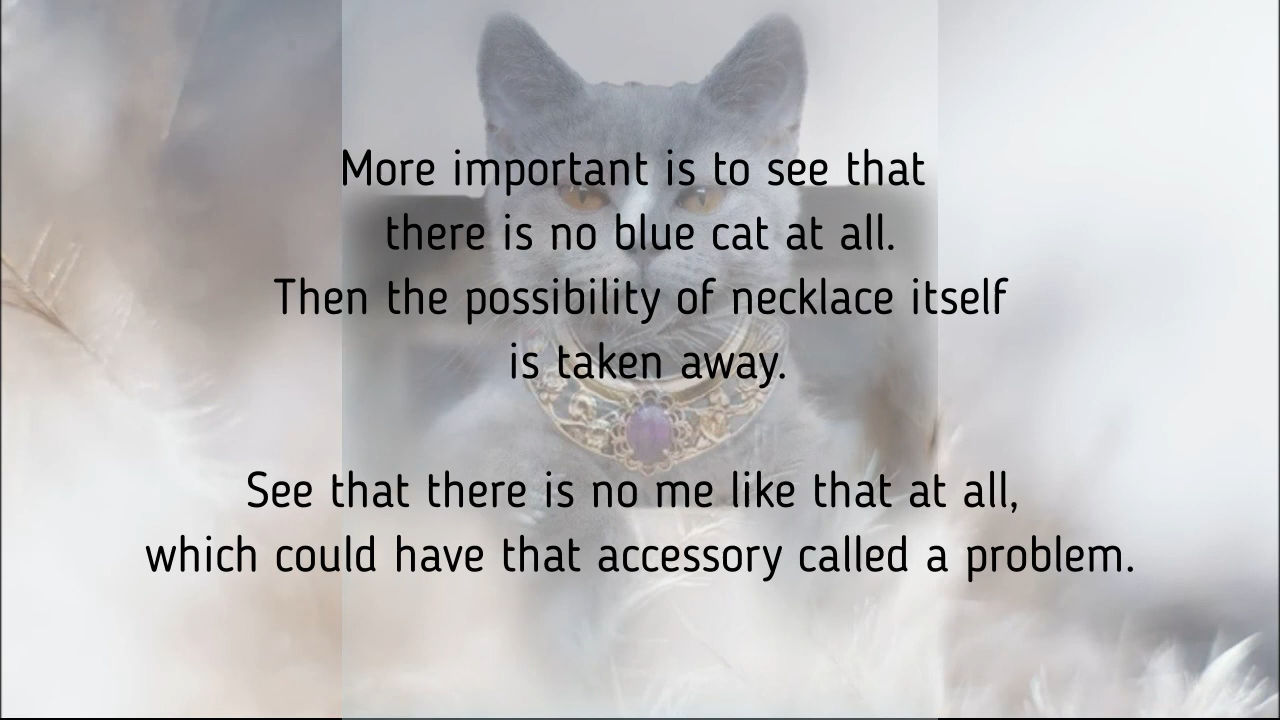 More important is to see that
there is no blue cat at all.
Then the possibility of necklace itself
is taken away.
See that there is no me like that at all,
which could have that accessory called a problem.